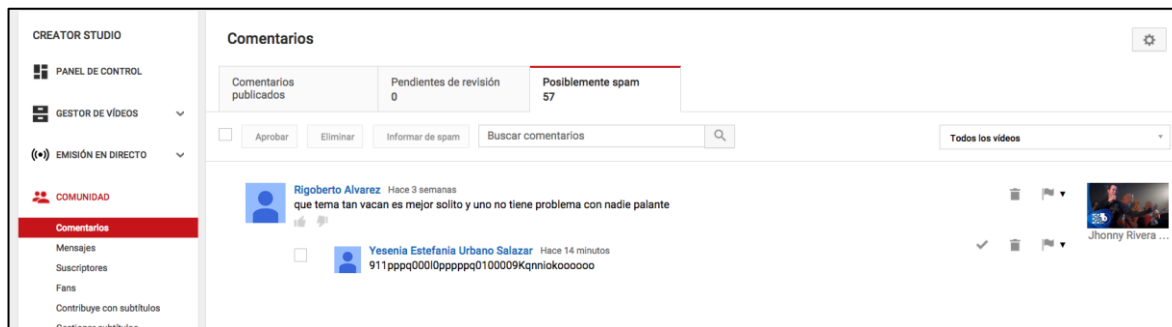 CREATOR STUDIO
PANEL DE CONTROL
GESTOR DE VÍDEOS
EMISIÓN EN DIRECTO
COMUNIDAD
Comentarios
Mensajes
Suscriptores
Fans
Contribuye con subtítulos
Gestionar subtítulos
Comentarios
Comentarios publicados
Pendientes de revisión
0
Posiblemente spam
57
Aprobar
Eliminar
Informar de spam
Buscar comentarios
Todos los vídeos
Rigoberto Alvarez Hace 3 semanas
que tema tan vacan es mejor solito y uno no tiene problema con nadie palante
Jhonny Rivera ...
Yesenia Estefania Urbano Salazar Hace 14 minutos
911pppq000l0pppppq0100009Kqnniokoooooo